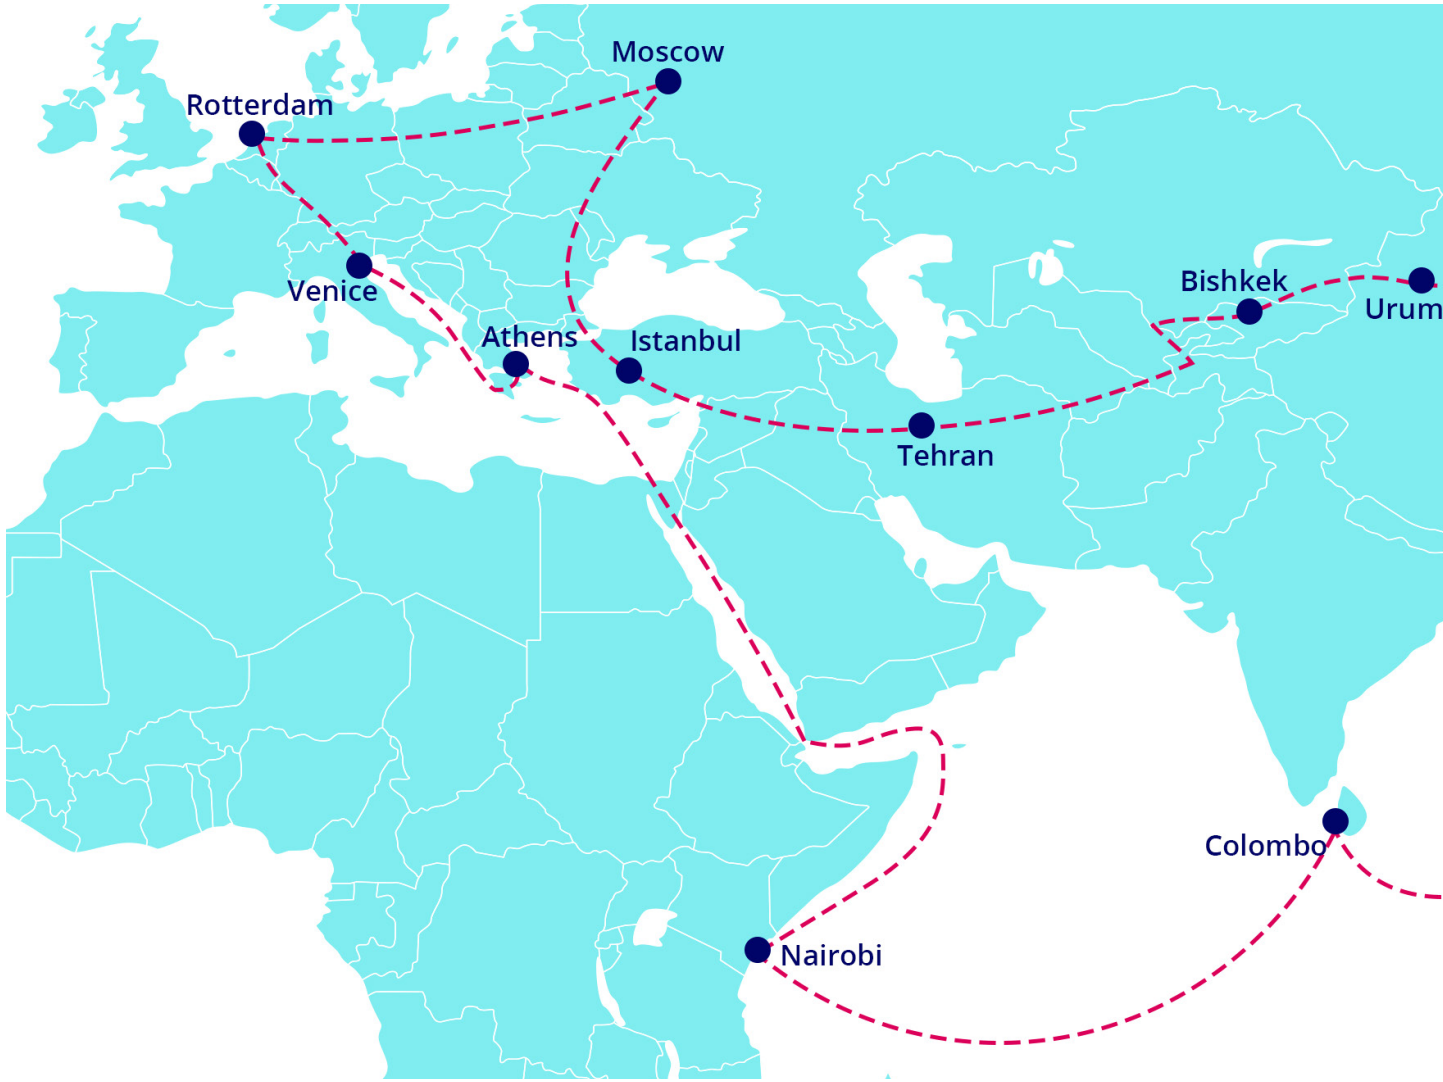 Moscow
Rotterdam
Bishkek
Venice
Urum
Athens
Istanbul
Tehran
Colombo
Nairobi